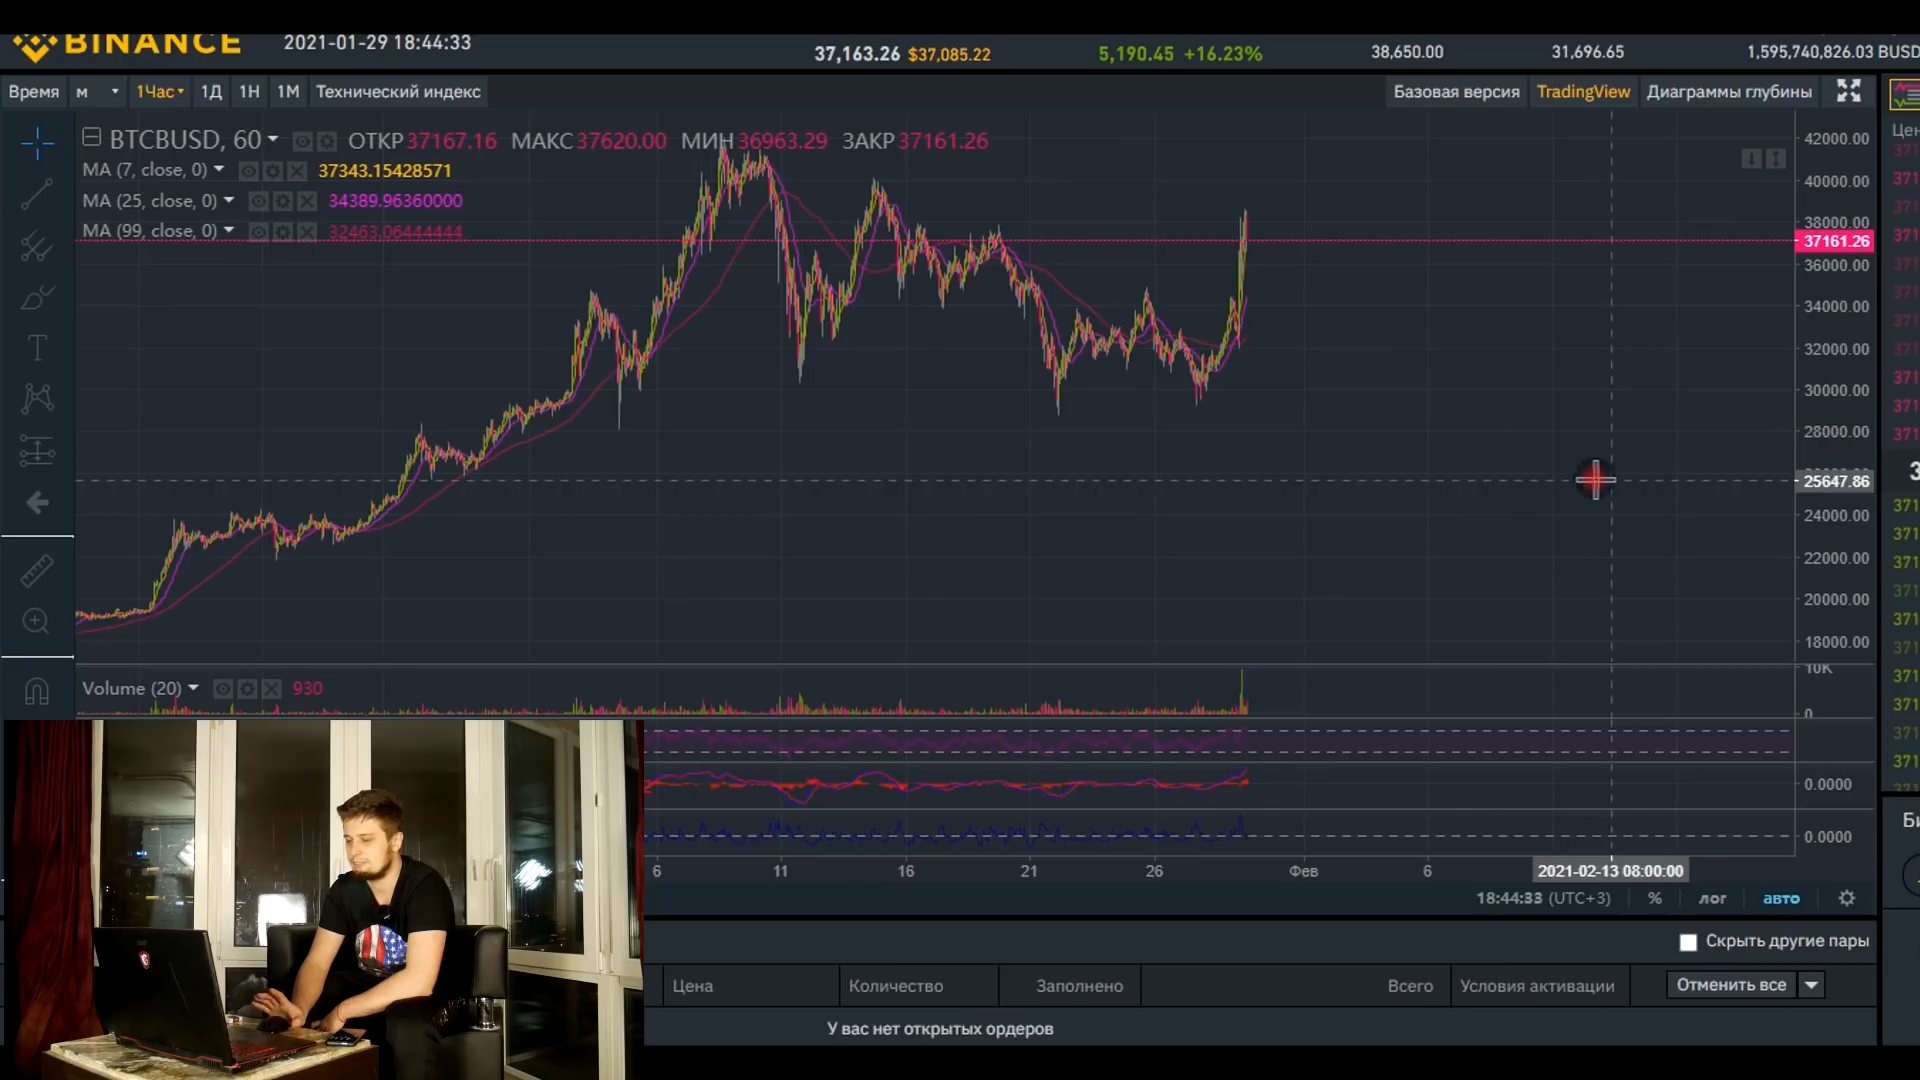 BINANCE 2021-01-29 18:44:33
37,163.26 $37,085.22 5,190.45 +16.23% 38,650.00 31,696.65 1,595,740,826.03 BUSD
Время м 1Час 1Д 1Н 1М Технический индекс Базовая версия TradingView Диаграммы глубины
BTCBUSD, 60 ОТКР 37167.16 МАКС 37620.00 МИН 36963.29 ЗАКР 37161.26
MA (7, close, 0) 37343.15428571
MA (25, close, 0) 34389.96360000
MA (99, close, 0) 32463.06444444
42000.00
40000.00
38000.00
37161.26
36000.00
34000.00
32000.00
30000.00
28000.00
25647.86
24000.00
22000.00
20000.00
18000.00
Volume (20) 930
10K
0
0.0000
0.0000
6 11 16 21 26 Фев 6 2021-02-13 08:00:00
18:44:33 (UTC+3) % лог авто
Скрыть другие пары
Цена Количество Заполнено Всего Условия активации Отменить все
У вас нет открытых ордеров